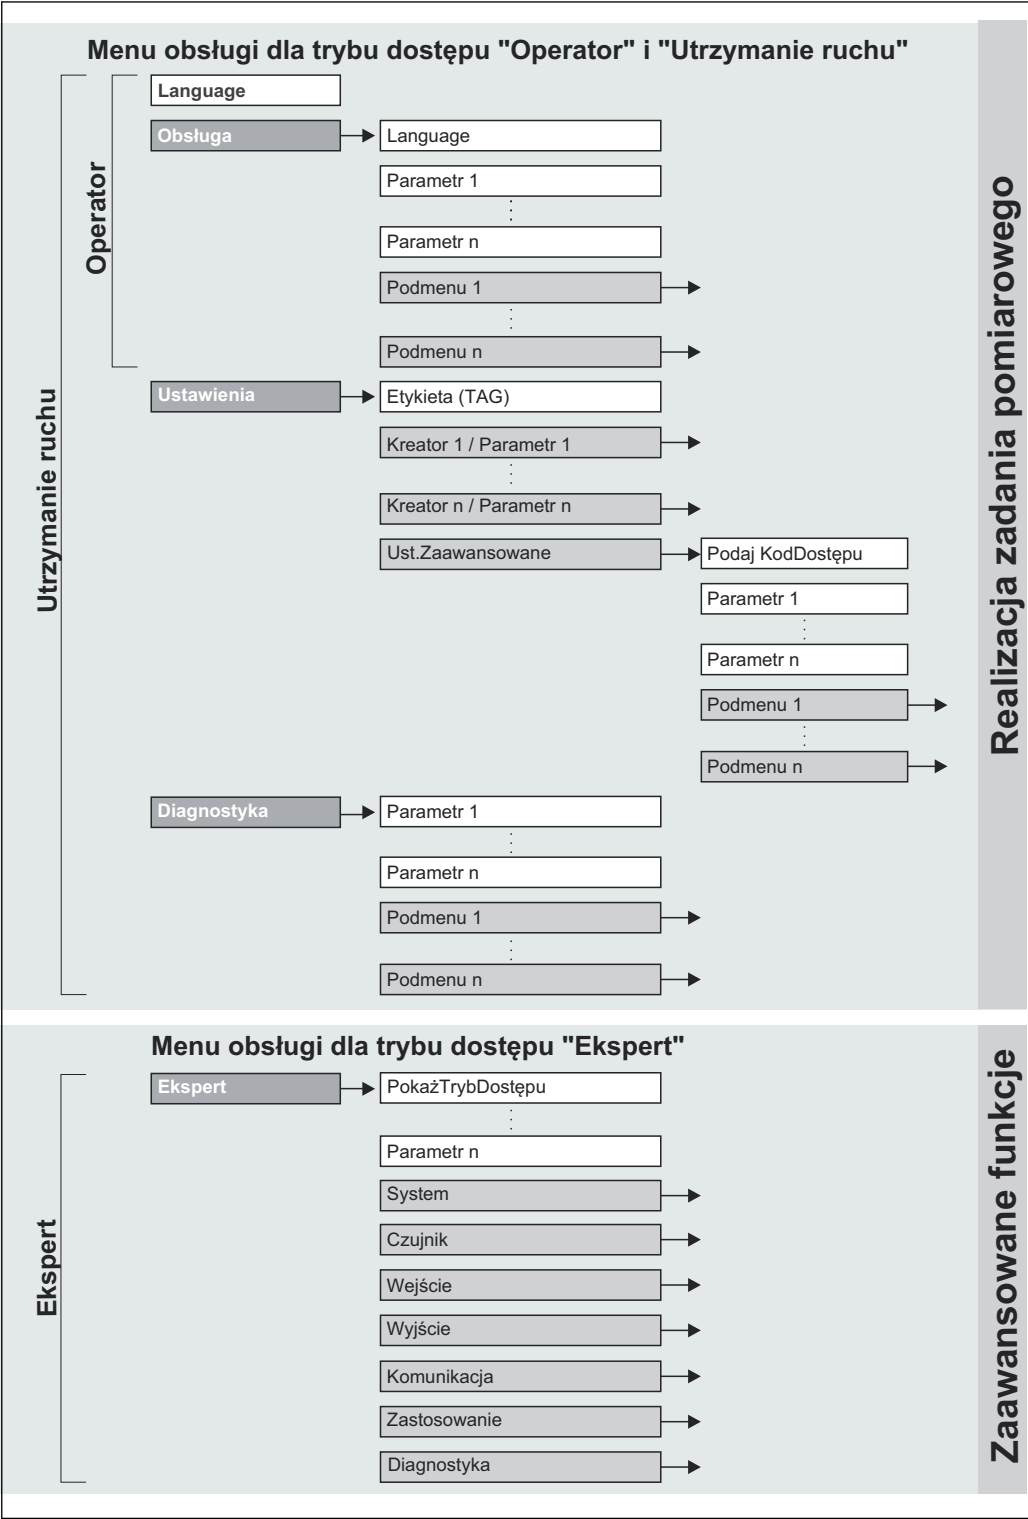 Menu obsługi dla trybu dostępu "Operator" i "Utrzymanie ruchu"
Utrzymanie ruchu
Operator
Language
Obsługa
Language
Parametr 1
Parametr n
Podmenu 1
Podmenu n
Ustawienia
Etykieta (TAG)
Kreator 1 / Parametr 1
Kreator n / Parametr n
Ust.Zaawansowane
Podaj KodDostępu
Parametr 1
Parametr n
Podmenu 1
Podmenu n
Diagnostyka
Parametr 1
Parametr n
Podmenu 1
Podmenu n
Realizacja zadania pomiarowego
Menu obsługi dla trybu dostępu "Ekspert"
Ekspert
Ekspert
PokażTrybDostępu
Parametr n
System
Czujnik
Wejście
Wyjście
Komunikacja
Zastosowanie
Diagnostyka
Zaawansowane funkcje